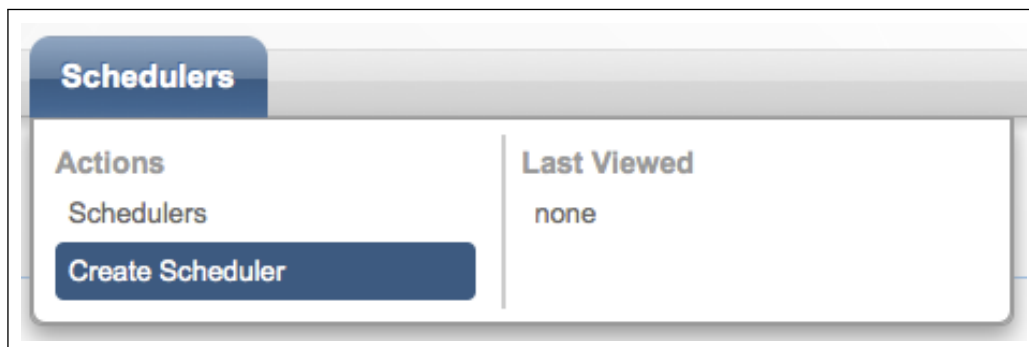 Schedulers
Actions
Schedulers
Create Scheduler
Last Viewed
none